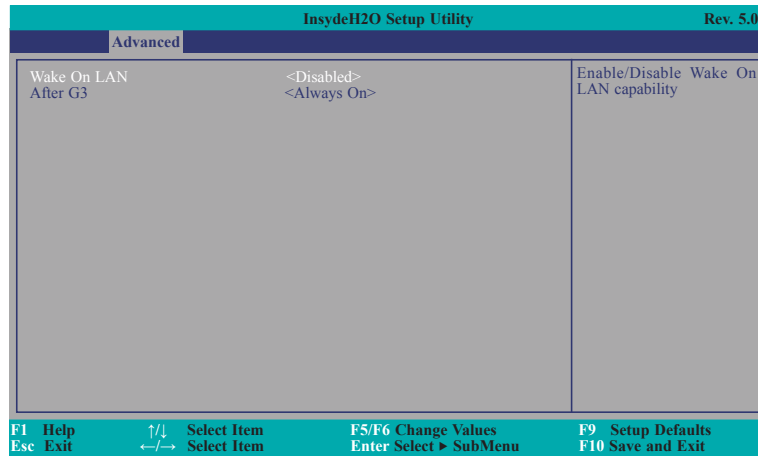 InsydeH2O Setup Utility Rev. 5.0
Advanced
Wake On LAN <Disabled>
After G3 <Always On>
Enable/Disable Wake On
LAN capability
F1 Help ↑/↓ Select Item F5/F6 Change Values F9 Setup Defaults
Esc Exit ←/→ Select Item Enter Select ► SubMenu F10 Save and Exit